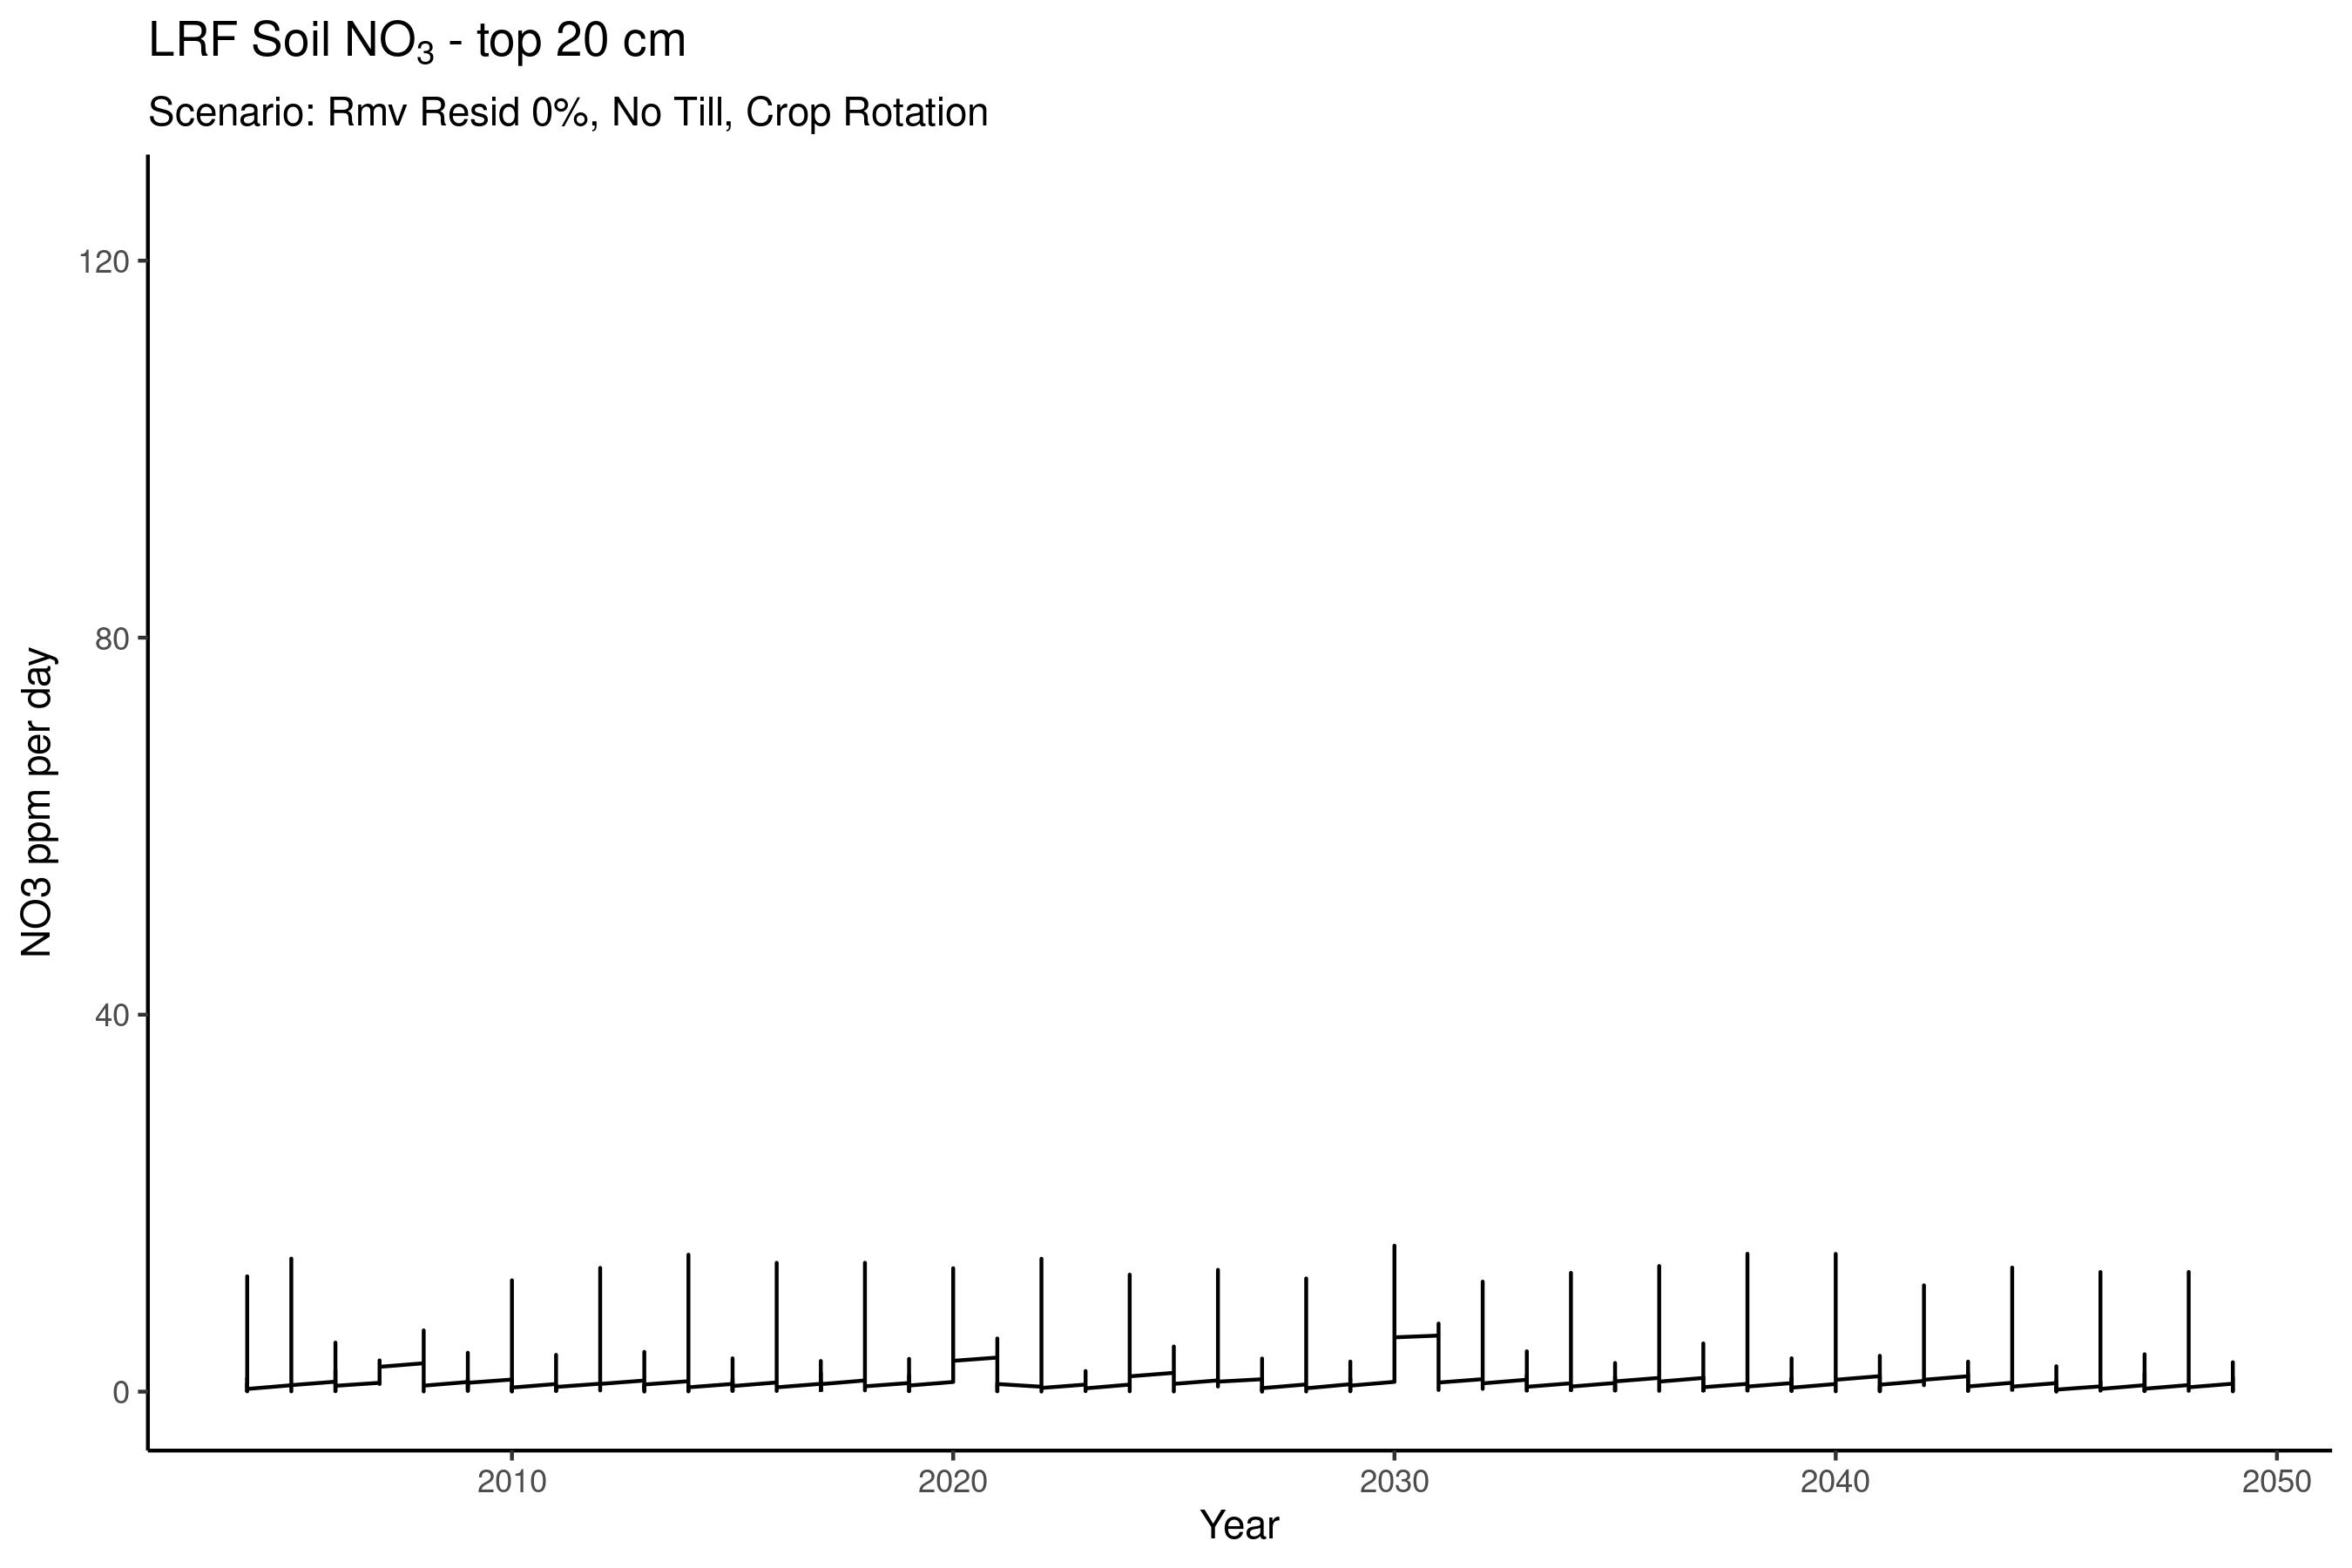 LRF Soil NO₃ - top 20 cm
Scenario: Rmv Resid 0%, No Till, Crop Rotation
120
80
40
0
NO3 ppm per day
2010 2020 2030 2040 2050
Year